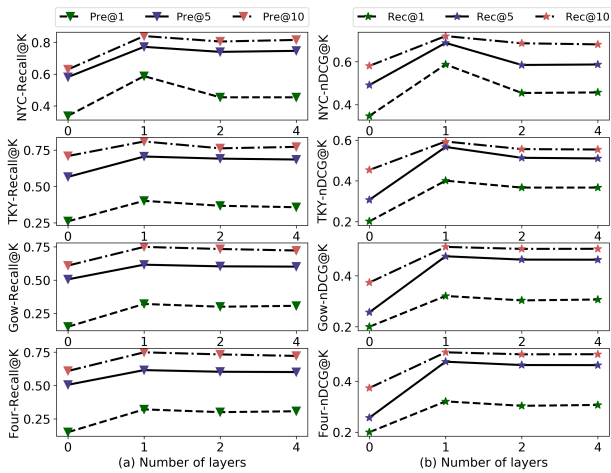 Pre@1 Pre@5 Pre@10
Rec@1 Rec@5 Rec@10
NYC-Recall@K
0.8
0.6
0.4
0 1 2 4
NYC-nDCG@K
0.6
0.4
0 1 2 4
TKY-Recall@K
0.75
0.50
0.25
0 1 2 4
TKY-nDCG@K
0.6
0.4
0.2
0 1 2 4
Gow-Recall@K
0.75
0.50
0.25
0 1 2 4
Gow-nDCG@K
0.4
0.2
0 1 2 4
Four-Recall@K
0.75
0.50
0.25
0 1 2 4
(a) Number of layers
Four-nDCG@K
0.4
0.2
0 1 2 4
(b) Number of layers